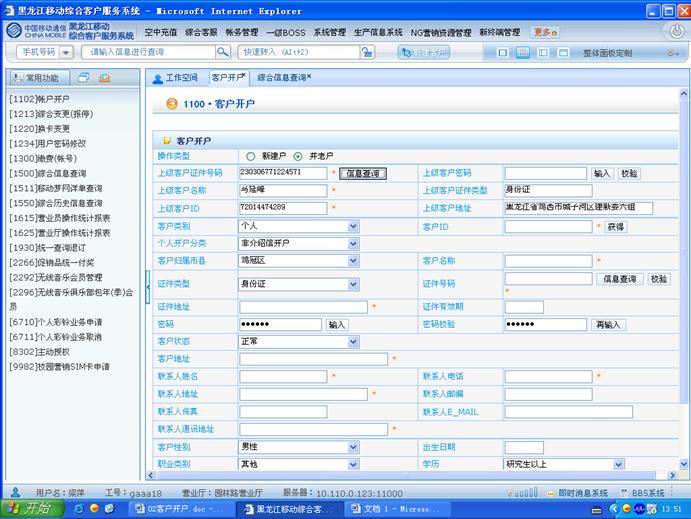 黑龙江移动综合客户服务系统 - Microsoft Internet Explorer
中国移动通信
CHINA MOBILE
黑龙江移动
综合客户服务系统
空中充值 综合客服 帐务管理 一级BOSS 系统管理 生产信息系统 NG营销资源管理 新终端管理 更多
手机号码 请输入信息进行查询 快速转入 (Alt+2) 新建客户 整体面板定制
常用功能
工作空间 客户开户× 综合信息查询×
[1102]帐户开户
[1213]综合变更(报停)
[1220]换卡变更
[1234]用户密码修改
[1300]缴费(帐号)
[1500]综合信息查询
[1511]移动梦网详单查询
[1550]综合历史信息查询
[1615]营业员操作统计报表
[1625]营业厅操作统计报表
[1930]统一查询退订
[2266]促销品统一付奖
[2292]无线音乐会员管理
[2296]无线音乐俱乐部包年(季)会
员
[6710]个人彩铃业务申请
[6711]个人彩铃业务取消
[8302]主动授权
[9982]校园营销SIM卡申请
1100·客户开户
客户开户
操作类型 新建户 并老户
上级客户证件号码 230306771224571 * 信息查询 上级客户密码 输入 校验
上级客户名称 马延峰 * 上级客户证件类型 身份证
上级客户ID 72014474289 * 上级客户地址 黑龙江省鸡西市城子河区建新委六组
客户类别 个人 客户ID * 获得
个人开户分类 非介绍信开户
客户归属市县 鸡冠区 客户名称 *
证件类型 身份证 证件号码 信息查询 校验
*
证件地址 * 证件有效期
密码 ●●●●●● 输入 密码校验 ●●●●●● 再输入
客户状态 正常
客户地址 *
联系人姓名 * 联系人电话 *
联系人地址 * 联系人邮编
联系人传真 联系人E_MAIL
联系人通讯地址 *
客户性别 男性 出生日期
职业类别 其他 学历 研究生以上
用户名：梁萍 工号：gaaa18 营业厅：园林路营业厅 服务器：10.110.0.123:11000 即时消息系统 BBS系统
开始 02客户开户.doc -... 黑龙江移动综合客... 文档 1 - Microso... 13:51